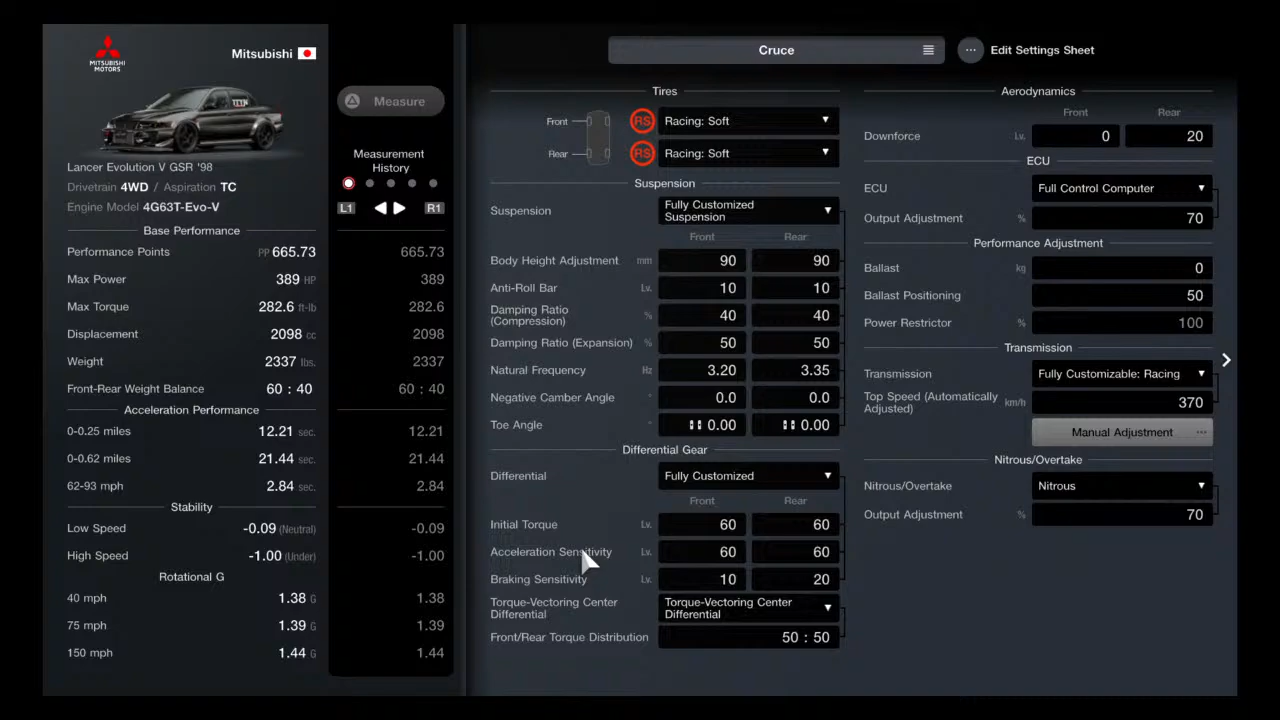 MITSUBISHI
MOTORS
Mitsubishi
Lancer Evolution V GSR '98
Drivetrain 4WD / Aspiration TC
Engine Model 4G63T-Evo-V
Base Performance
Performance Points PP 665.73
Max Power 389 HP
Max Torque 282.6 ft-lb
Displacement 2098 cc
Weight 2337 lbs.
Front-Rear Weight Balance 60 : 40
Acceleration Performance
0-0.25 miles 12.21 sec.
0-0.62 miles 21.44 sec.
62-93 mph 2.84 sec.
Stability
Low Speed -0.09 (Neutral)
High Speed -1.00 (Under)
Rotational G
40 mph 1.38 G
75 mph 1.39 G
150 mph 1.44 G
Measure
Measurement
History
L1 R1
665.73
389
282.6
2098
2337
60 : 40
12.21
21.44
2.84
-0.09
-1.00
1.38
1.39
1.44
Cruce
Edit Settings Sheet
Tires
Front RS Racing: Soft
Rear RS Racing: Soft
Suspension
Suspension Fully Customized
Suspension
Front Rear
Body Height Adjustment mm 90 90
Anti-Roll Bar Lv. 10 10
Damping Ratio
(Compression) % 40 40
Damping Ratio (Expansion) % 50 50
Natural Frequency Hz 3.20 3.35
Negative Camber Angle ° 0.0 0.0
Toe Angle ° 0.00 0.00
Differential Gear
Differential Fully Customized
Front Rear
Initial Torque Lv. 60 60
Acceleration Sensitivity Lv. 60 60
Braking Sensitivity Lv. 10 20
Torque-Vectoring Center
Differential
Torque-Vectoring Center
Differential
Front/Rear Torque Distribution 50 : 50
Aerodynamics
Front Rear
Downforce Lv. 0 20
ECU
ECU Full Control Computer
Output Adjustment % 70
Performance Adjustment
Ballast kg 0
Ballast Positioning 50
Power Restrictor % 100
Transmission
Transmission Fully Customizable: Racing
Top Speed (Automatically
Adjusted) km/h 370
Manual Adjustment
Nitrous/Overtake
Nitrous/Overtake Nitrous
Output Adjustment % 70